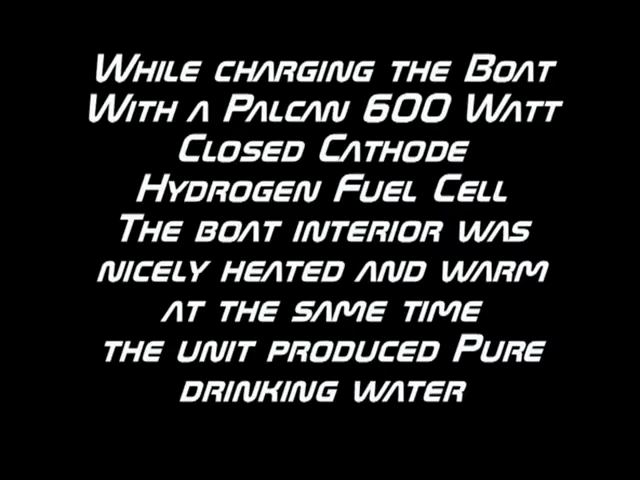 While charging the Boat
With a Palcan 600 Watt
Closed Cathode
Hydrogen Fuel Cell
The boat interior was
nicely heated and warm
at the same time
the unit produced Pure
drinking water